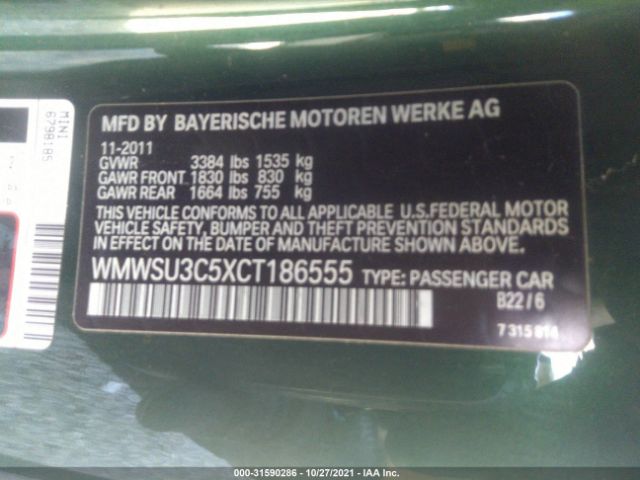 MINI
6798185
MFD BY BAYERISCHE MOTOREN WERKE AG
11-2011
GVWR 3384 lbs 1535 kg
GAWR FRONT 1830 lbs 830 kg
GAWR REAR 1664 lbs 755 kg
THIS VEHICLE CONFORMS TO ALL APPLICABLE U.S.FEDERAL MOTOR
VEHICLE SAFETY, BUMPER AND THEFT PREVENTION STANDARDS
IN EFFECT ON THE DATE OF MANUFACTURE SHOWN ABOVE.
WMWSU3C5XCT186555 TYPE: PASSENGER CAR
B22/6
000-31590286 - 10/27/2021 - IAA Inc.